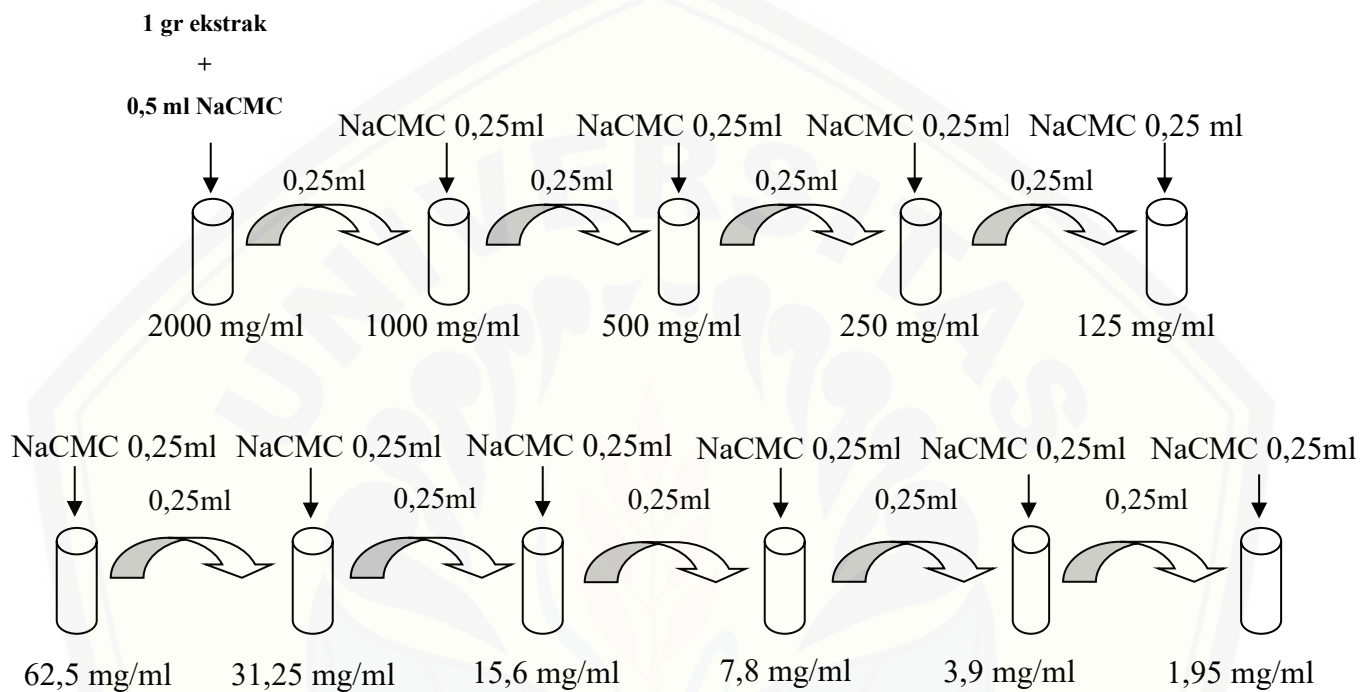 1 gr ekstrak
+
0,5 ml NaCMC
NaCMC 0,25ml NaCMC 0,25ml NaCMC 0,25ml NaCMC 0,25 ml
0,25ml 0,25ml 0,25ml 0,25ml
2000 mg/ml 1000 mg/ml 500 mg/ml 250 mg/ml 125 mg/ml
UNIVERSITAS
NaCMC 0,25ml NaCMC 0,25ml NaCMC 0,25ml NaCMC 0,25ml NaCMC 0,25ml NaCMC 0,25ml
0,25ml 0,25ml 0,25ml 0,25ml 0,25ml
62,5 mg/ml 31,25 mg/ml 15,6 mg/ml 7,8 mg/ml 3,9 mg/ml 1,95 mg/ml